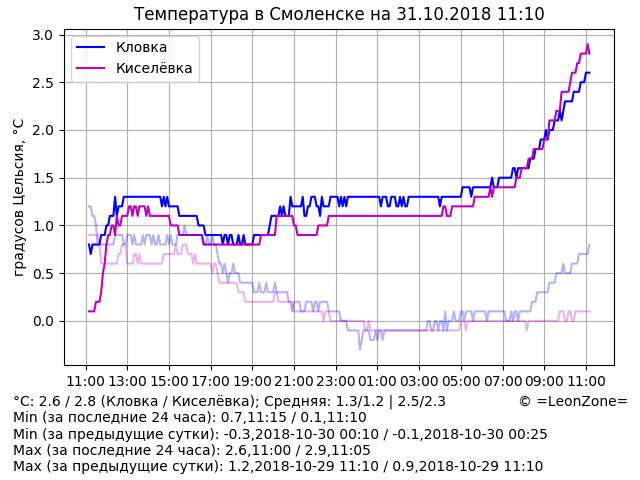 Температура в Смоленске на 31.10.2018 11:10
Кловка
Киселёвка
градусов Цельсия, °C
3.0
2.5
2.0
1.5
1.0
0.5
0.0
11:00 13:00 15:00 17:00 19:00 21:00 23:00 01:00 03:00 05:00 07:00 09:00 11:00
°C: 2.6 / 2.8 (Кловка / Киселёвка); Средняя: 1.3/1.2 | 2.5/2.3 © =LeonZone=
Min (за последние 24 часа): 0.7,11:15 / 0.1,11:10
Min (за предыдущие сутки): -0.3,2018-10-30 00:10 / -0.1,2018-10-30 00:25
Max (за последние 24 часа): 2.6,11:00 / 2.9,11:05
Max (за предыдущие сутки): 1.2,2018-10-29 11:10 / 0.9,2018-10-29 11:10